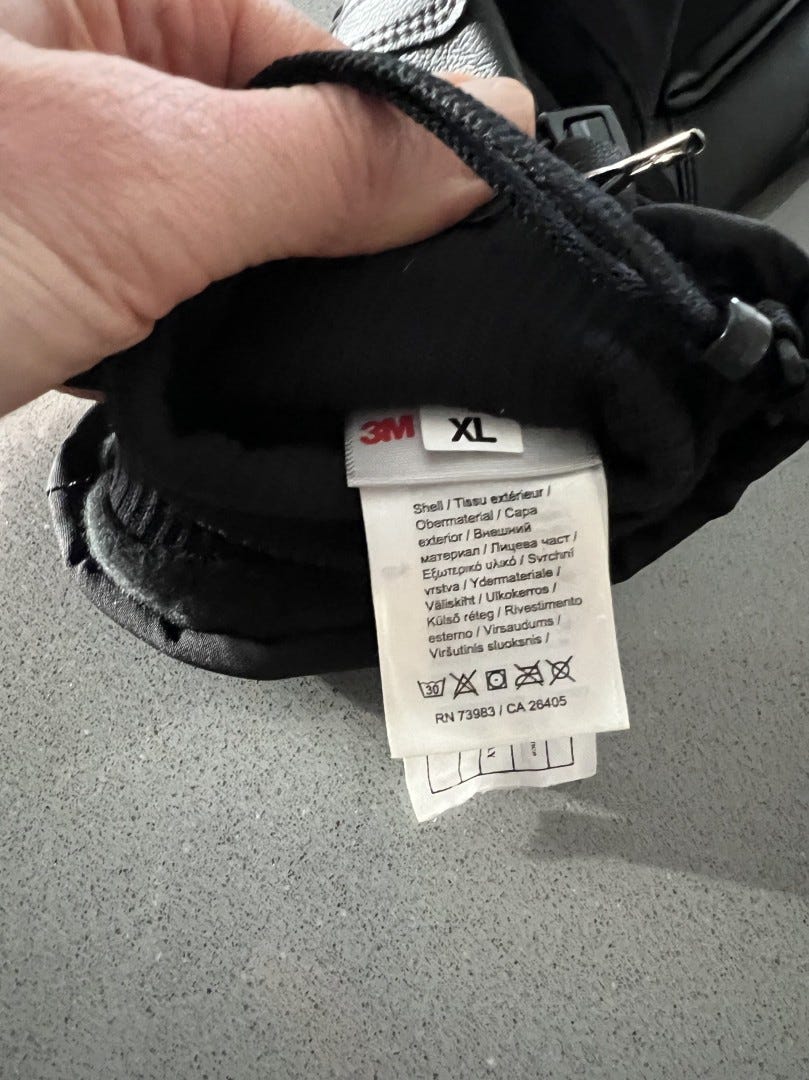 3M XL
Shell / Tissu extérieur /
Obermaterial / Capa
exterior / Внешний
материал / Лицева част /
Εξωτερικό υλικό / Svrchní
vrstva / Ydermateriale /
Väliskiht / Ulkokerros /
Külső réteg / Rivestimento
esterno / Virsaudums /
Viršutinis sluoksnis /
30
RN 73983 / CA 26405